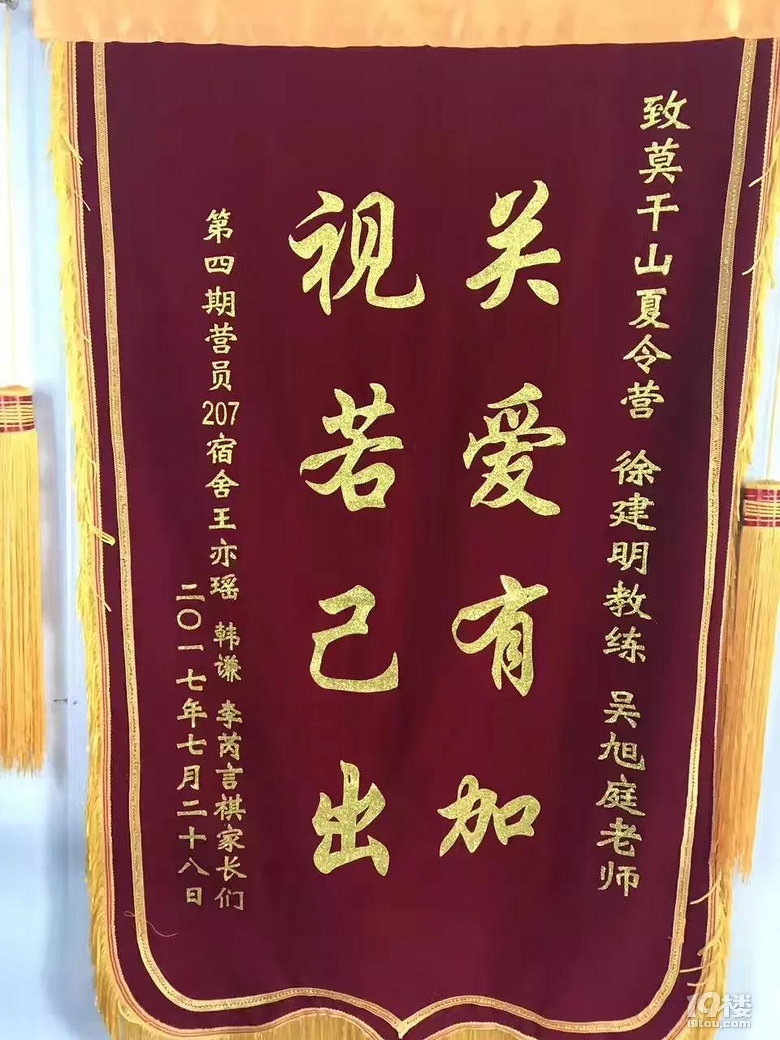 致莫干山夏令营 徐建明教练 吴旭庭老师
关爱有加
视若己出
第四期营员207宿舍王亦瑶 韩谦 李芮言棋家长们
二〇一七年七月二十八日
19楼
19lou.com